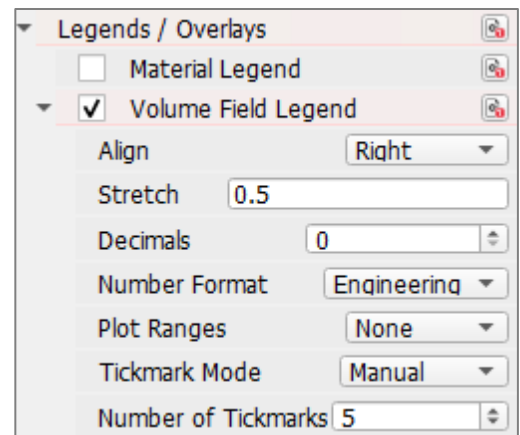 Legends / Overlays
Material Legend
Volume Field Legend
Align Right
Stretch 0.5
Decimals 0
Number Format Engineering
Plot Ranges None
Tickmark Mode Manual
Number of Tickmarks 5